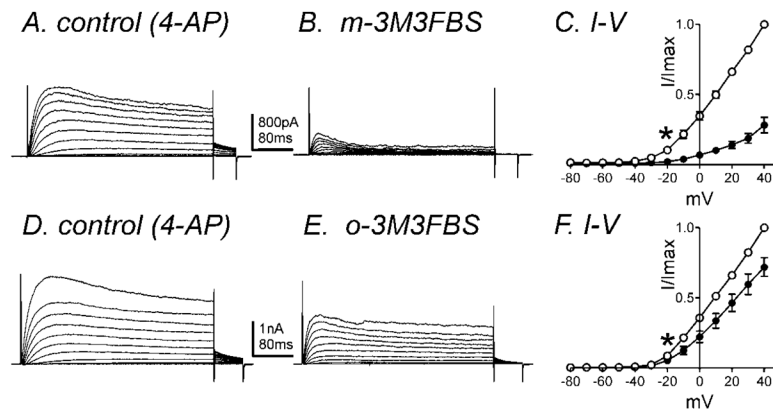 A. control (4-AP)
B. m-3M3FBS
C. I-V
800pA
80ms
I/Imax
1.0
0.5
*
-80 -60 -40 -20 0 20 40
mV
D. control (4-AP)
E. o-3M3FBS
F. I-V
1nA
80ms
I/Imax
1.0
0.5
*
-80 -60 -40 -20 0 20 40
mV